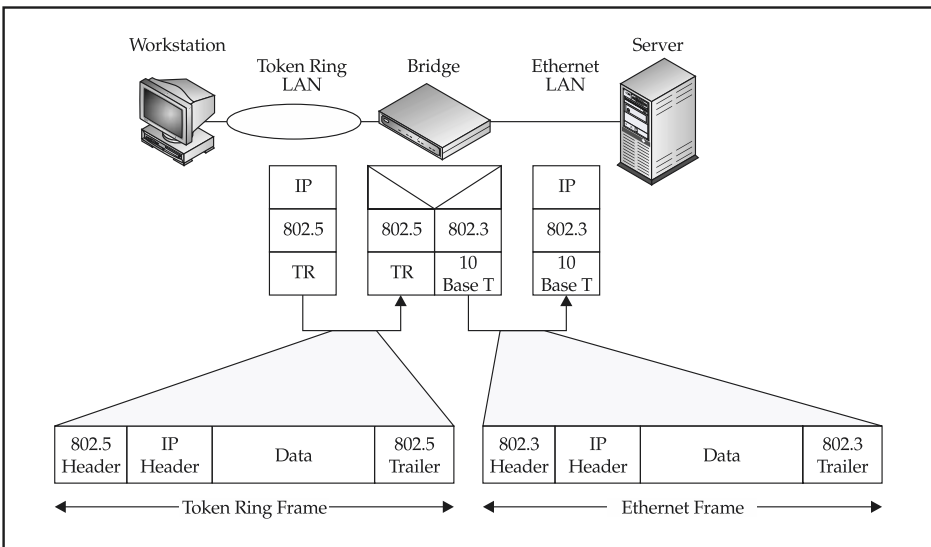 Workstation
Token Ring
LAN
Bridge
Ethernet
LAN
Server
IP
802.5
TR
802.5
802.3
TR
10
Base T
IP
802.3
10
Base T
802.5
Header
IP
Header
Data
802.5
Trailer
Token Ring Frame
802.3
Header
IP
Header
Data
802.3
Trailer
Ethernet Frame